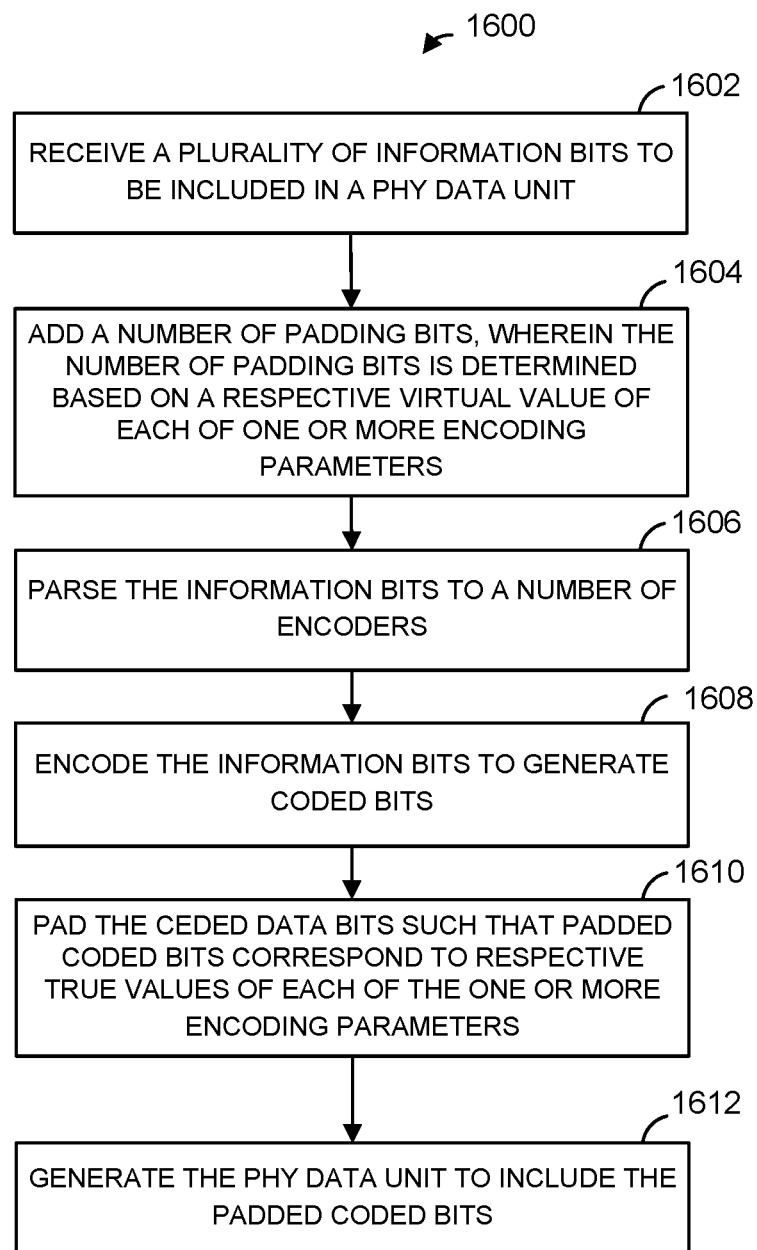 1600
1602
RECEIVE A PLURALITY OF INFORMATION BITS TO
BE INCLUDED IN A PHY DATA UNIT
1604
ADD A NUMBER OF PADDING BITS, WHEREIN THE
NUMBER OF PADDING BITS IS DETERMINED
BASED ON A RESPECTIVE VIRTUAL VALUE OF
EACH OF ONE OR MORE ENCODING
PARAMETERS
1606
PARSE THE INFORMATION BITS TO A NUMBER OF
ENCODERS
1608
ENCODE THE INFORMATION BITS TO GENERATE
CODED BITS
1610
PAD THE CEDED DATA BITS SUCH THAT PADDED
CODED BITS CORRESPOND TO RESPECTIVE
TRUE VALUES OF EACH OF THE ONE OR MORE
ENCODING PARAMETERS
1612
GENERATE THE PHY DATA UNIT TO INCLUDE THE
PADDED CODED BITS